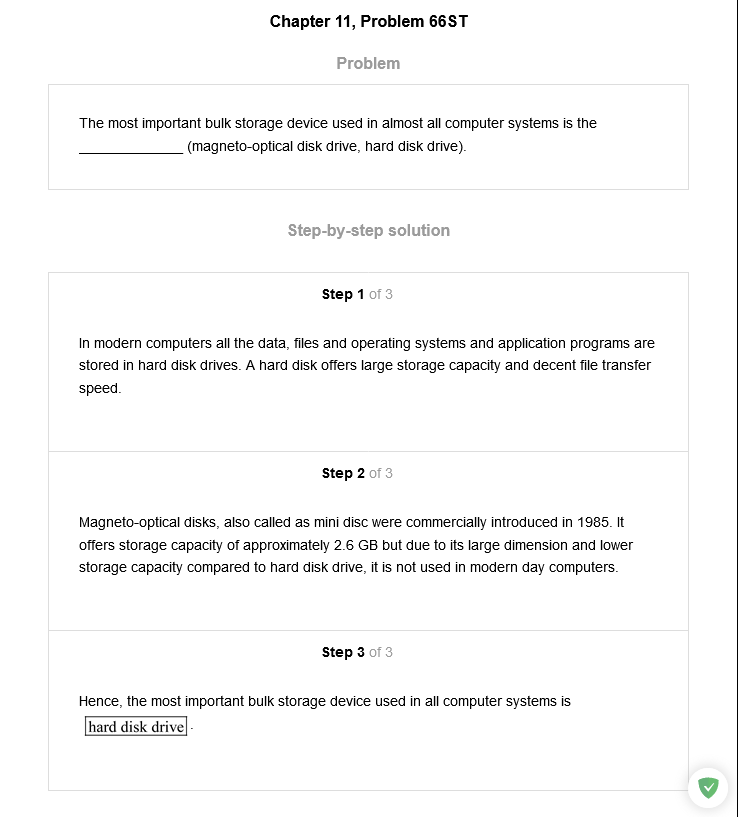 Chapter 11, Problem 66ST
Problem
The most important bulk storage device used in almost all computer systems is the
_____________ (magneto-optical disk drive, hard disk drive).
Step-by-step solution
Step 1 of 3
In modern computers all the data, files and operating systems and application programs are
stored in hard disk drives. A hard disk offers large storage capacity and decent file transfer
speed.
Step 2 of 3
Magneto-optical disks, also called as mini disc were commercially introduced in 1985. It
offers storage capacity of approximately 2.6 GB but due to its large dimension and lower
storage capacity compared to hard disk drive, it is not used in modern day computers.
Step 3 of 3
Hence, the most important bulk storage device used in all computer systems is
hard disk drive.